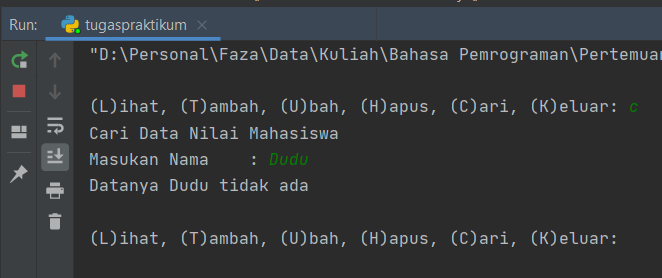 Run: tugaspraktikum
"D:\Personal\Faza\Data\Kuliah\Bahasa Pemrograman\Pertemuan
(L)ihat, (T)ambah, (U)bah, (H)apus, (C)ari, (K)eluar: c
Cari Data Nilai Mahasiswa
Masukan Nama    : Dudu
Datanya Dudu tidak ada
(L)ihat, (T)ambah, (U)bah, (H)apus, (C)ari, (K)eluar: